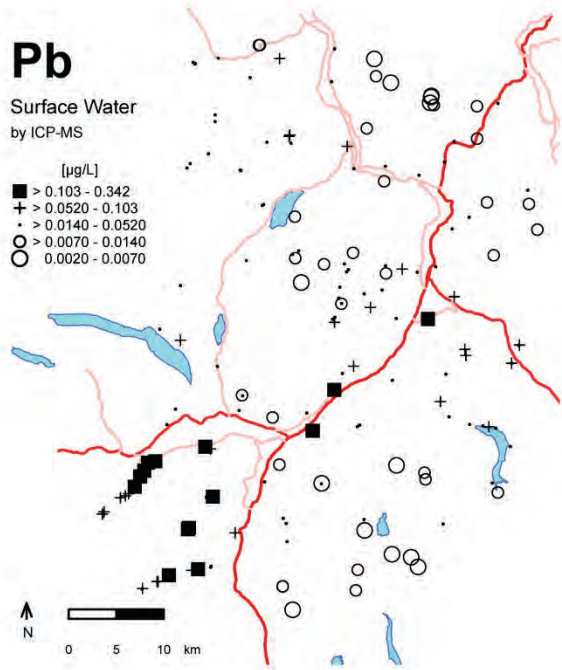 Pb
Surface Water
by ICP-MS
[µg/L]
> 0.103 - 0.342
> 0.0520 - 0.103
> 0.0140 - 0.0520
> 0.0070 - 0.0140
0.0020 - 0.0070
N
0 5 10 km